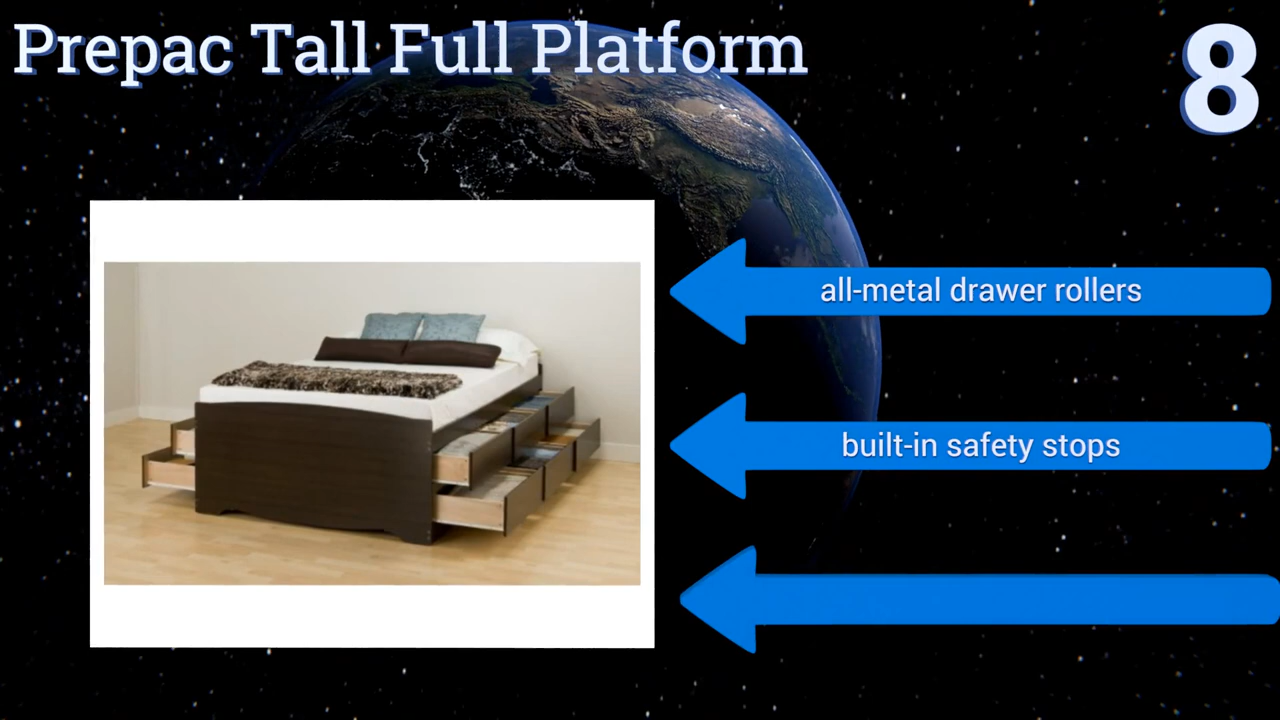 Prepac Tall Full Platform
8
all-metal drawer rollers
built-in safety stops